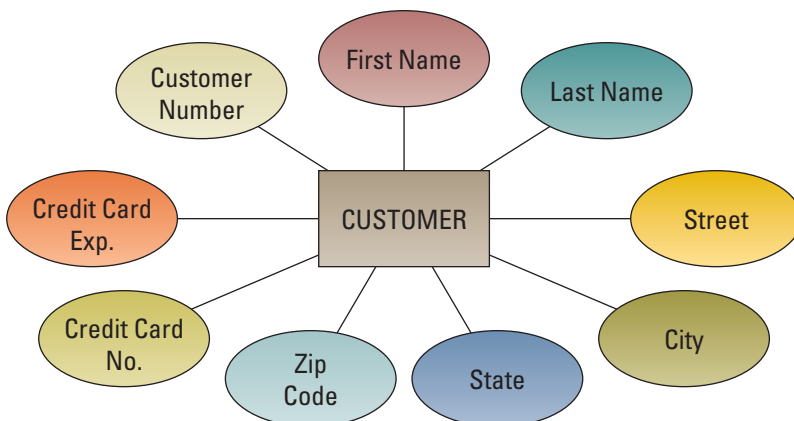 First Name
Customer
Number
Last Name
Credit Card
Exp.
CUSTOMER
Street
Credit Card
No.
City
Zip
Code
State